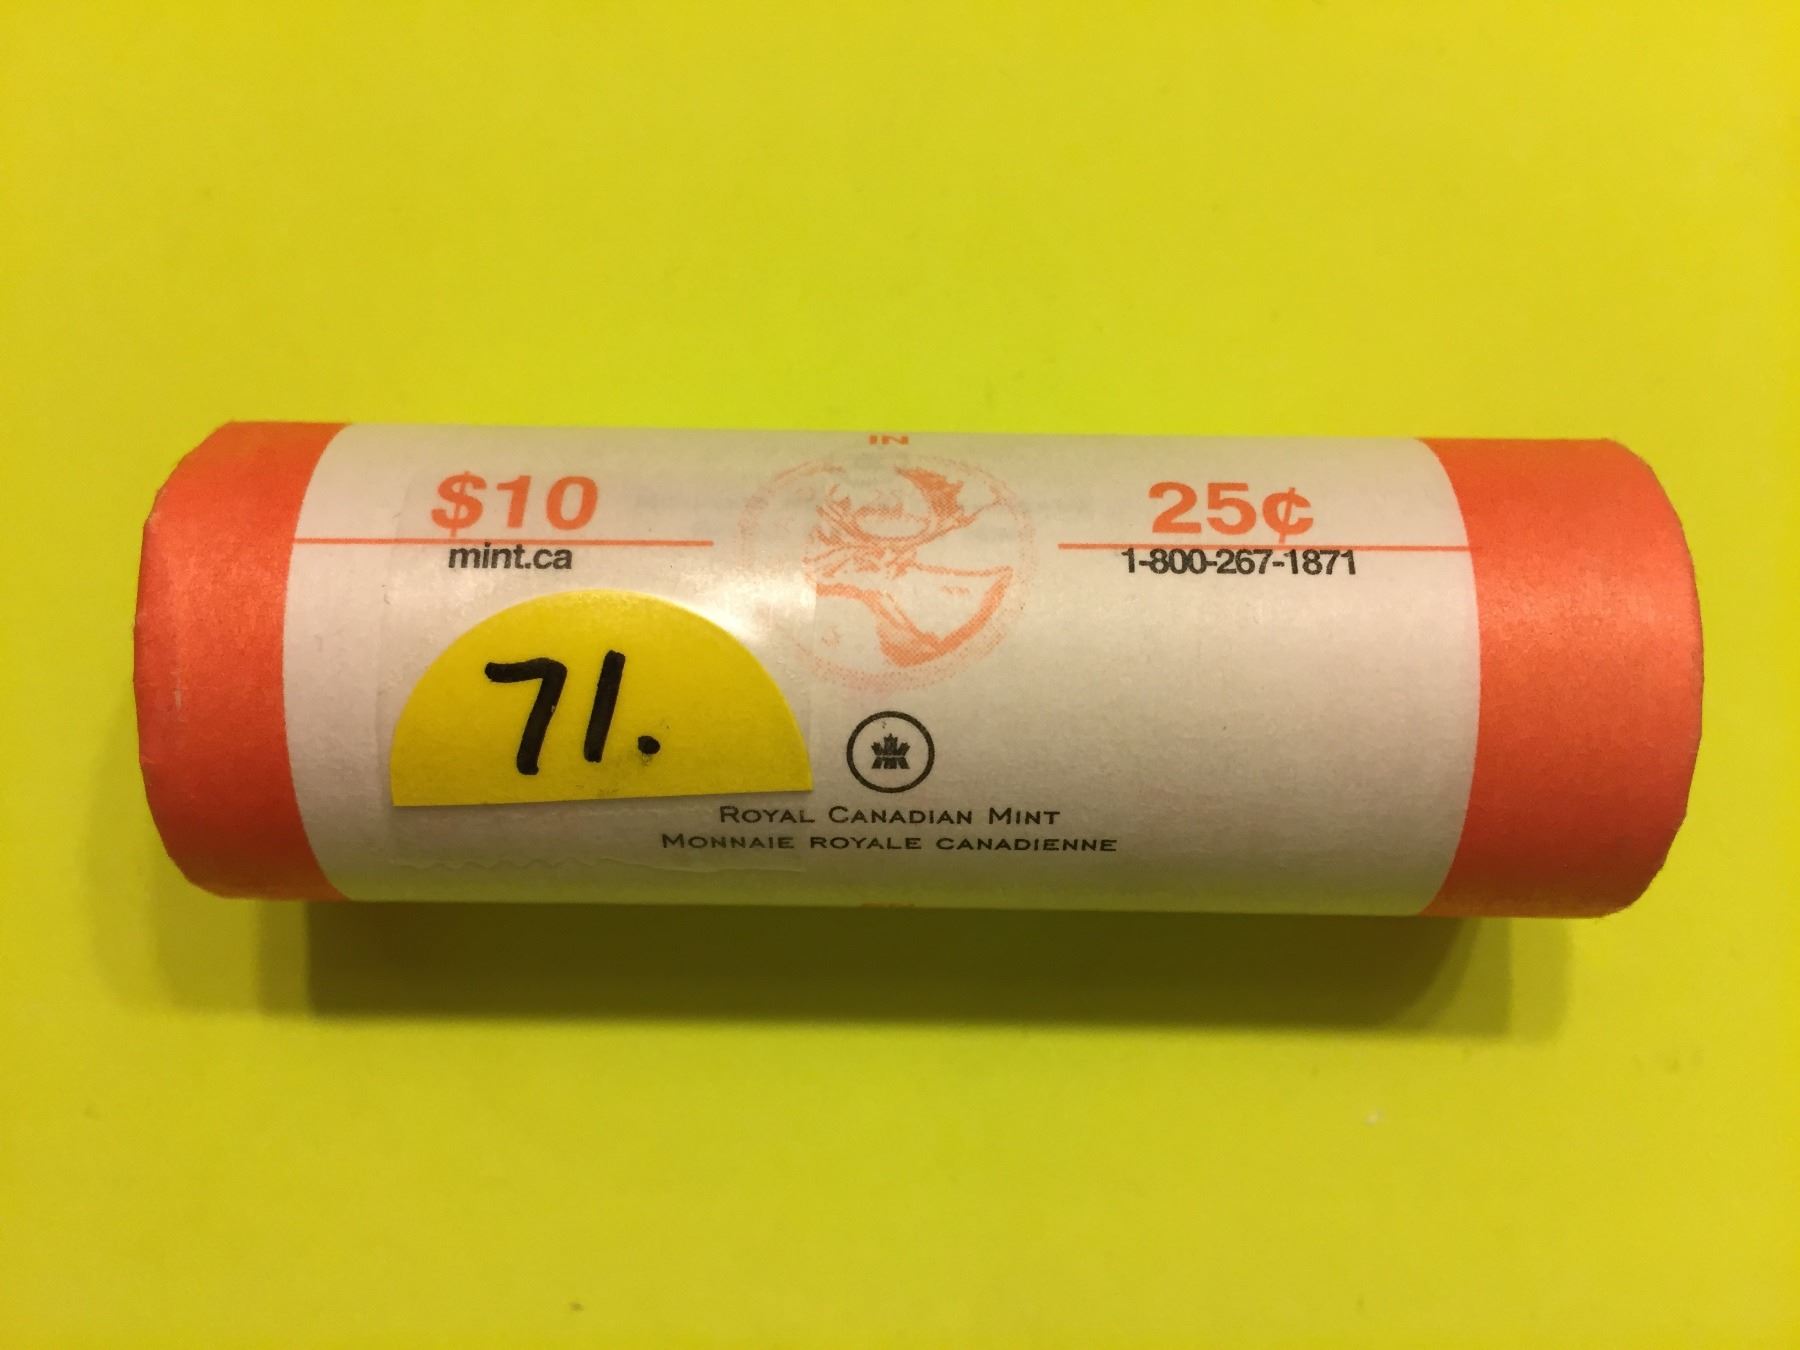 IN
$10
25¢
mint.ca
1-800-267-1871
71.
ROYAL CANADIAN MINT
MONNAIE ROYALE CANADIENNE